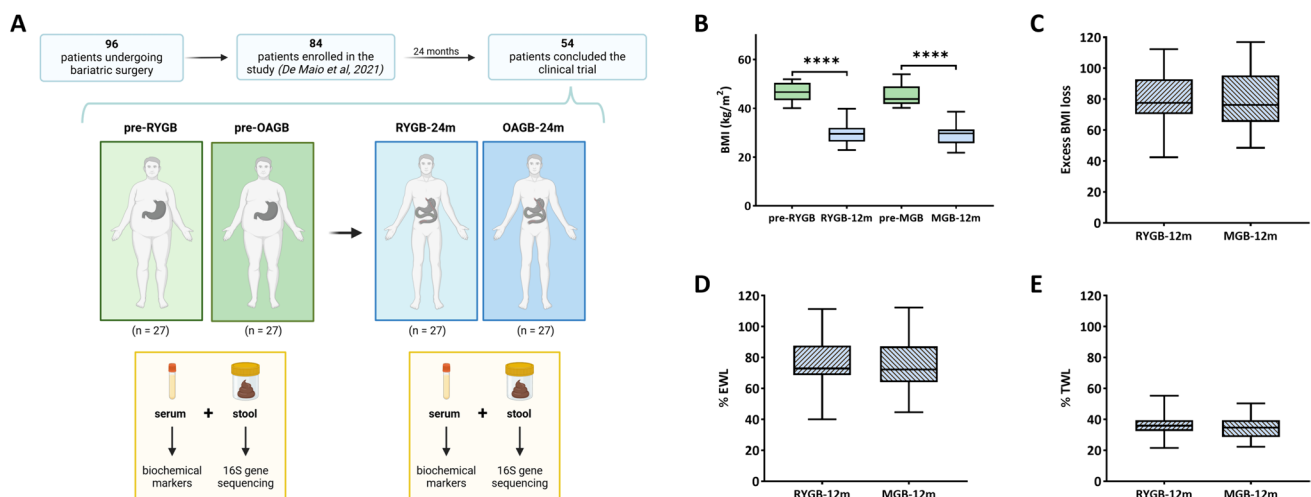 A
96
patients undergoing
bariatric surgery
84
patients enrolled in the
study (De Maio et al, 2021)
24 months
54
patients concluded the
clinical trial
pre-RYGB
pre-OAGB
RYGB-24m
OAGB-24m
(n = 27)
(n = 27)
(n = 27)
(n = 27)
serum + stool
biochemical
markers
16S gene
sequencing
serum + stool
biochemical
markers
16S gene
sequencing
B
BMI (kg/m²)
60
40
20
0
****
****
pre-RYGB RYGB-12m pre-MGB MGB-12m
C
Excess BMI loss
120
100
80
60
40
20
0
RYGB-12m MGB-12m
D
% EWL
120
100
80
60
40
20
0
RYGB-12m MGB-12m
E
% TWL
120
100
80
60
40
20
0
RYGB-12m MGB-12m